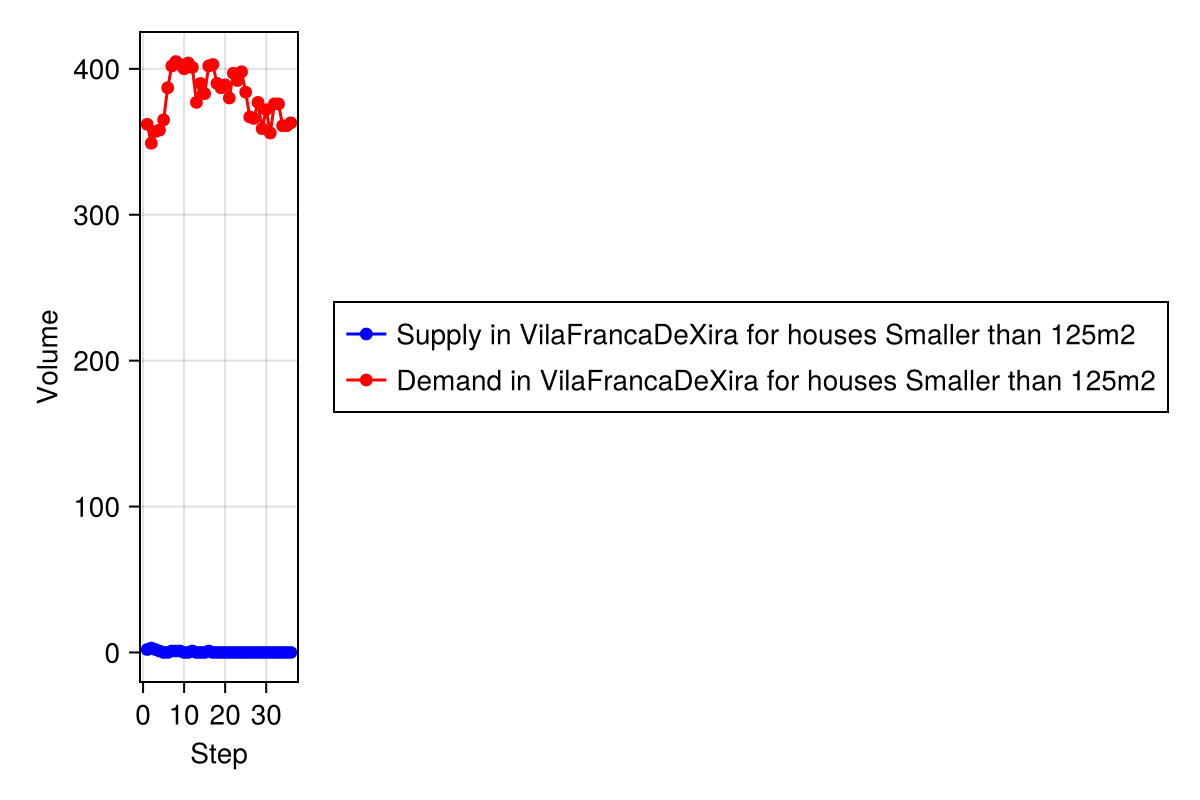 400
300
200
100
0
Volume
0 10 20 30
Step
Supply in VilaFrancaDeXira for houses Smaller than 125m2
Demand in VilaFrancaDeXira for houses Smaller than 125m2